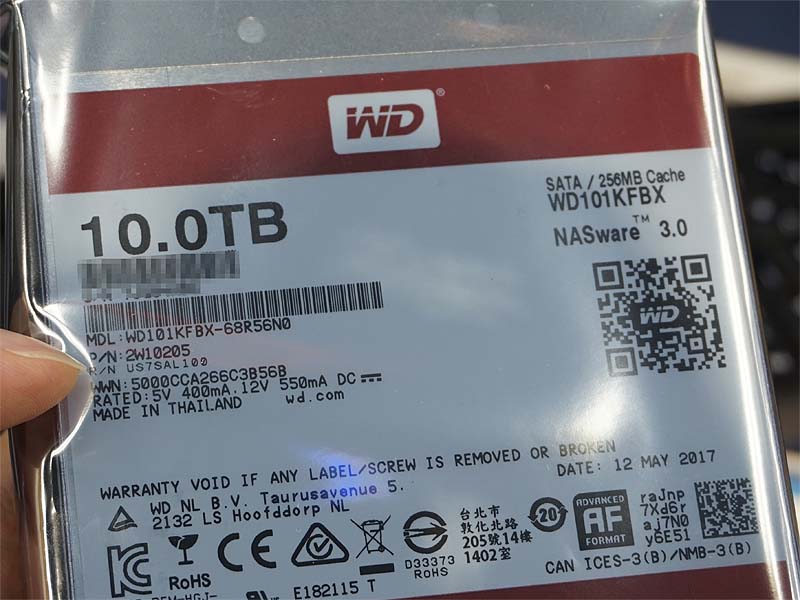 WD®
SATA / 256MB Cache
WD101KFBX
NASware™ 3.0
10.0TB
WD
MDL:WD101KFBX-68R56N0
P/N:2W10205
R/N US7SAL100
WWN:5000CCA266C3B56B
RATED:5V 400mA.12V 550mA DC
MADE IN THAILAND wd.com
WARRANTY VOID IF ANY LABEL/SCREW IS REMOVED OR BROKEN
DATE: 12 MAY 2017
WD NL B.V. Taurusavenue 5.
2132 LS Hoofddorp NL
台北市
敦化北路
205號14樓
1402室
20
ADVANCED
AF
FORMAT
raJnp
7Xd6r
aj7N0
y6E51
RoHS
CE
D33373
ROHS
E182115 T
CAN ICES-3(B)/NMB-3(B)